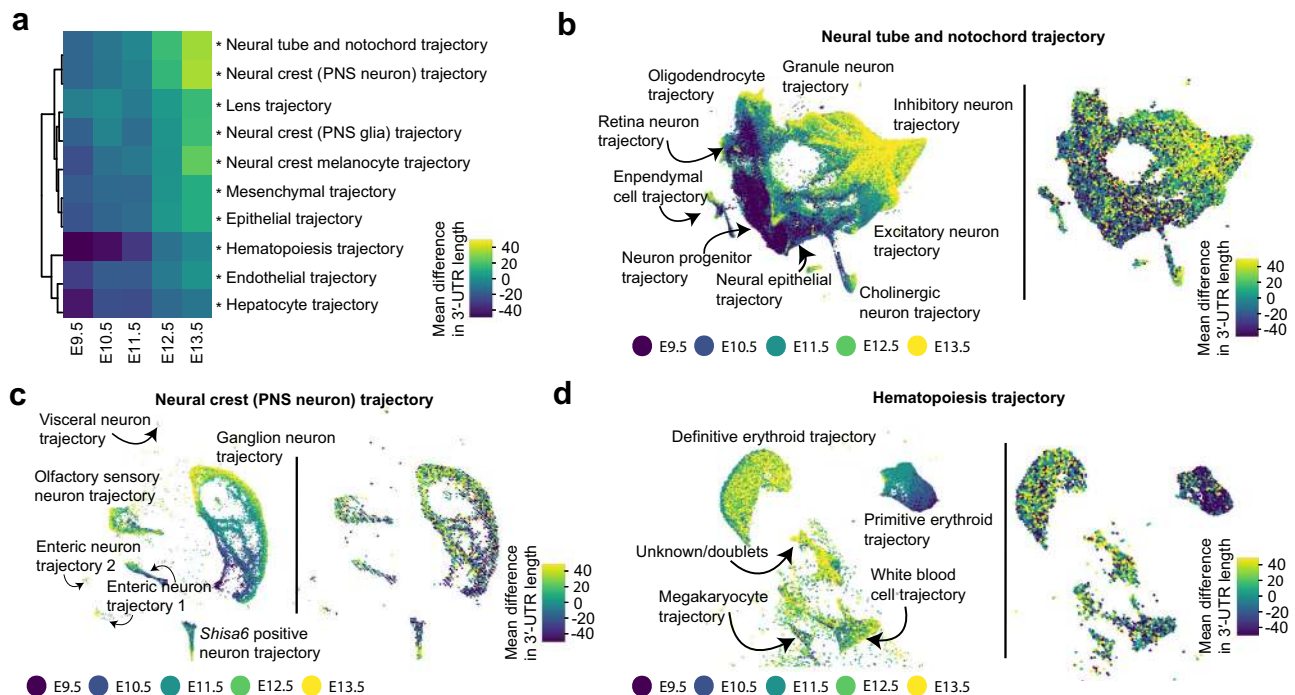 a
* Neural tube and notochord trajectory
* Neural crest (PNS neuron) trajectory
* Lens trajectory
* Neural crest (PNS glia) trajectory
* Neural crest melanocyte trajectory
* Mesenchymal trajectory
* Epithelial trajectory
* Hematopoiesis trajectory
* Endothelial trajectory
* Hepatocyte trajectory
E9.5
E10.5
E11.5
E12.5
E13.5
Mean difference
in 3'-UTR length
40
20
0
-20
-40
b
Neural tube and notochord trajectory
Oligodendrocyte
trajectory
Granule neuron
trajectory
Inhibitory neuron
trajectory
Retina neuron
trajectory
Enpendymal
cell trajectory
Neuron progenitor
trajectory
Neural epithelial
trajectory
Excitatory neuron
trajectory
Cholinergic
neuron trajectory
E9.5 E10.5 E11.5 E12.5 E13.5
Mean difference
in 3'-UTR length
40
20
0
-20
-40
c
Neural crest (PNS neuron) trajectory
Visceral neuron
trajectory
Ganglion neuron
trajectory
Olfactory sensory
neuron trajectory
Enteric neuron
trajectory 2
Enteric neuron
trajectory 1
Shisa6 positive
neuron trajectory
E9.5 E10.5 E11.5 E12.5 E13.5
Mean difference
in 3'-UTR length
40
20
0
-20
-40
d
Hematopoiesis trajectory
Definitive erythroid trajectory
Primitive erythroid
trajectory
Unknown/doublets
White blood
cell trajectory
Megakaryocyte
trajectory
E9.5 E10.5 E11.5 E12.5 E13.5
Mean difference
in 3'-UTR length
40
20
0
-20
-40